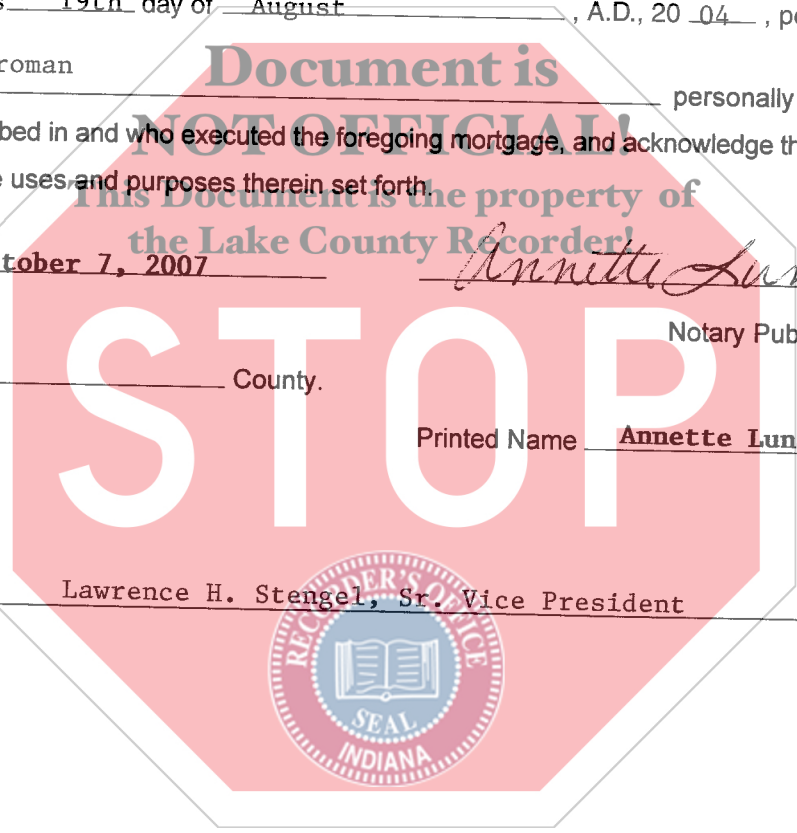 19th day of August, A.D., 20 04, pe
Document is
roman
personally
NOT OFFICIAL!
bed in and who executed the foregoing mortgage, and acknowledge th
e uses and purposes therein set forth.
This Document is the property of
the Lake County Recorder!
tober 7, 2007
Annette Lun
Notary Pub
County.
STOP
Printed Name Annette Lun
Lawrence H. Stengel, Sr. Vice President
RECORDER'S OFFICE
SEAL
INDIANA